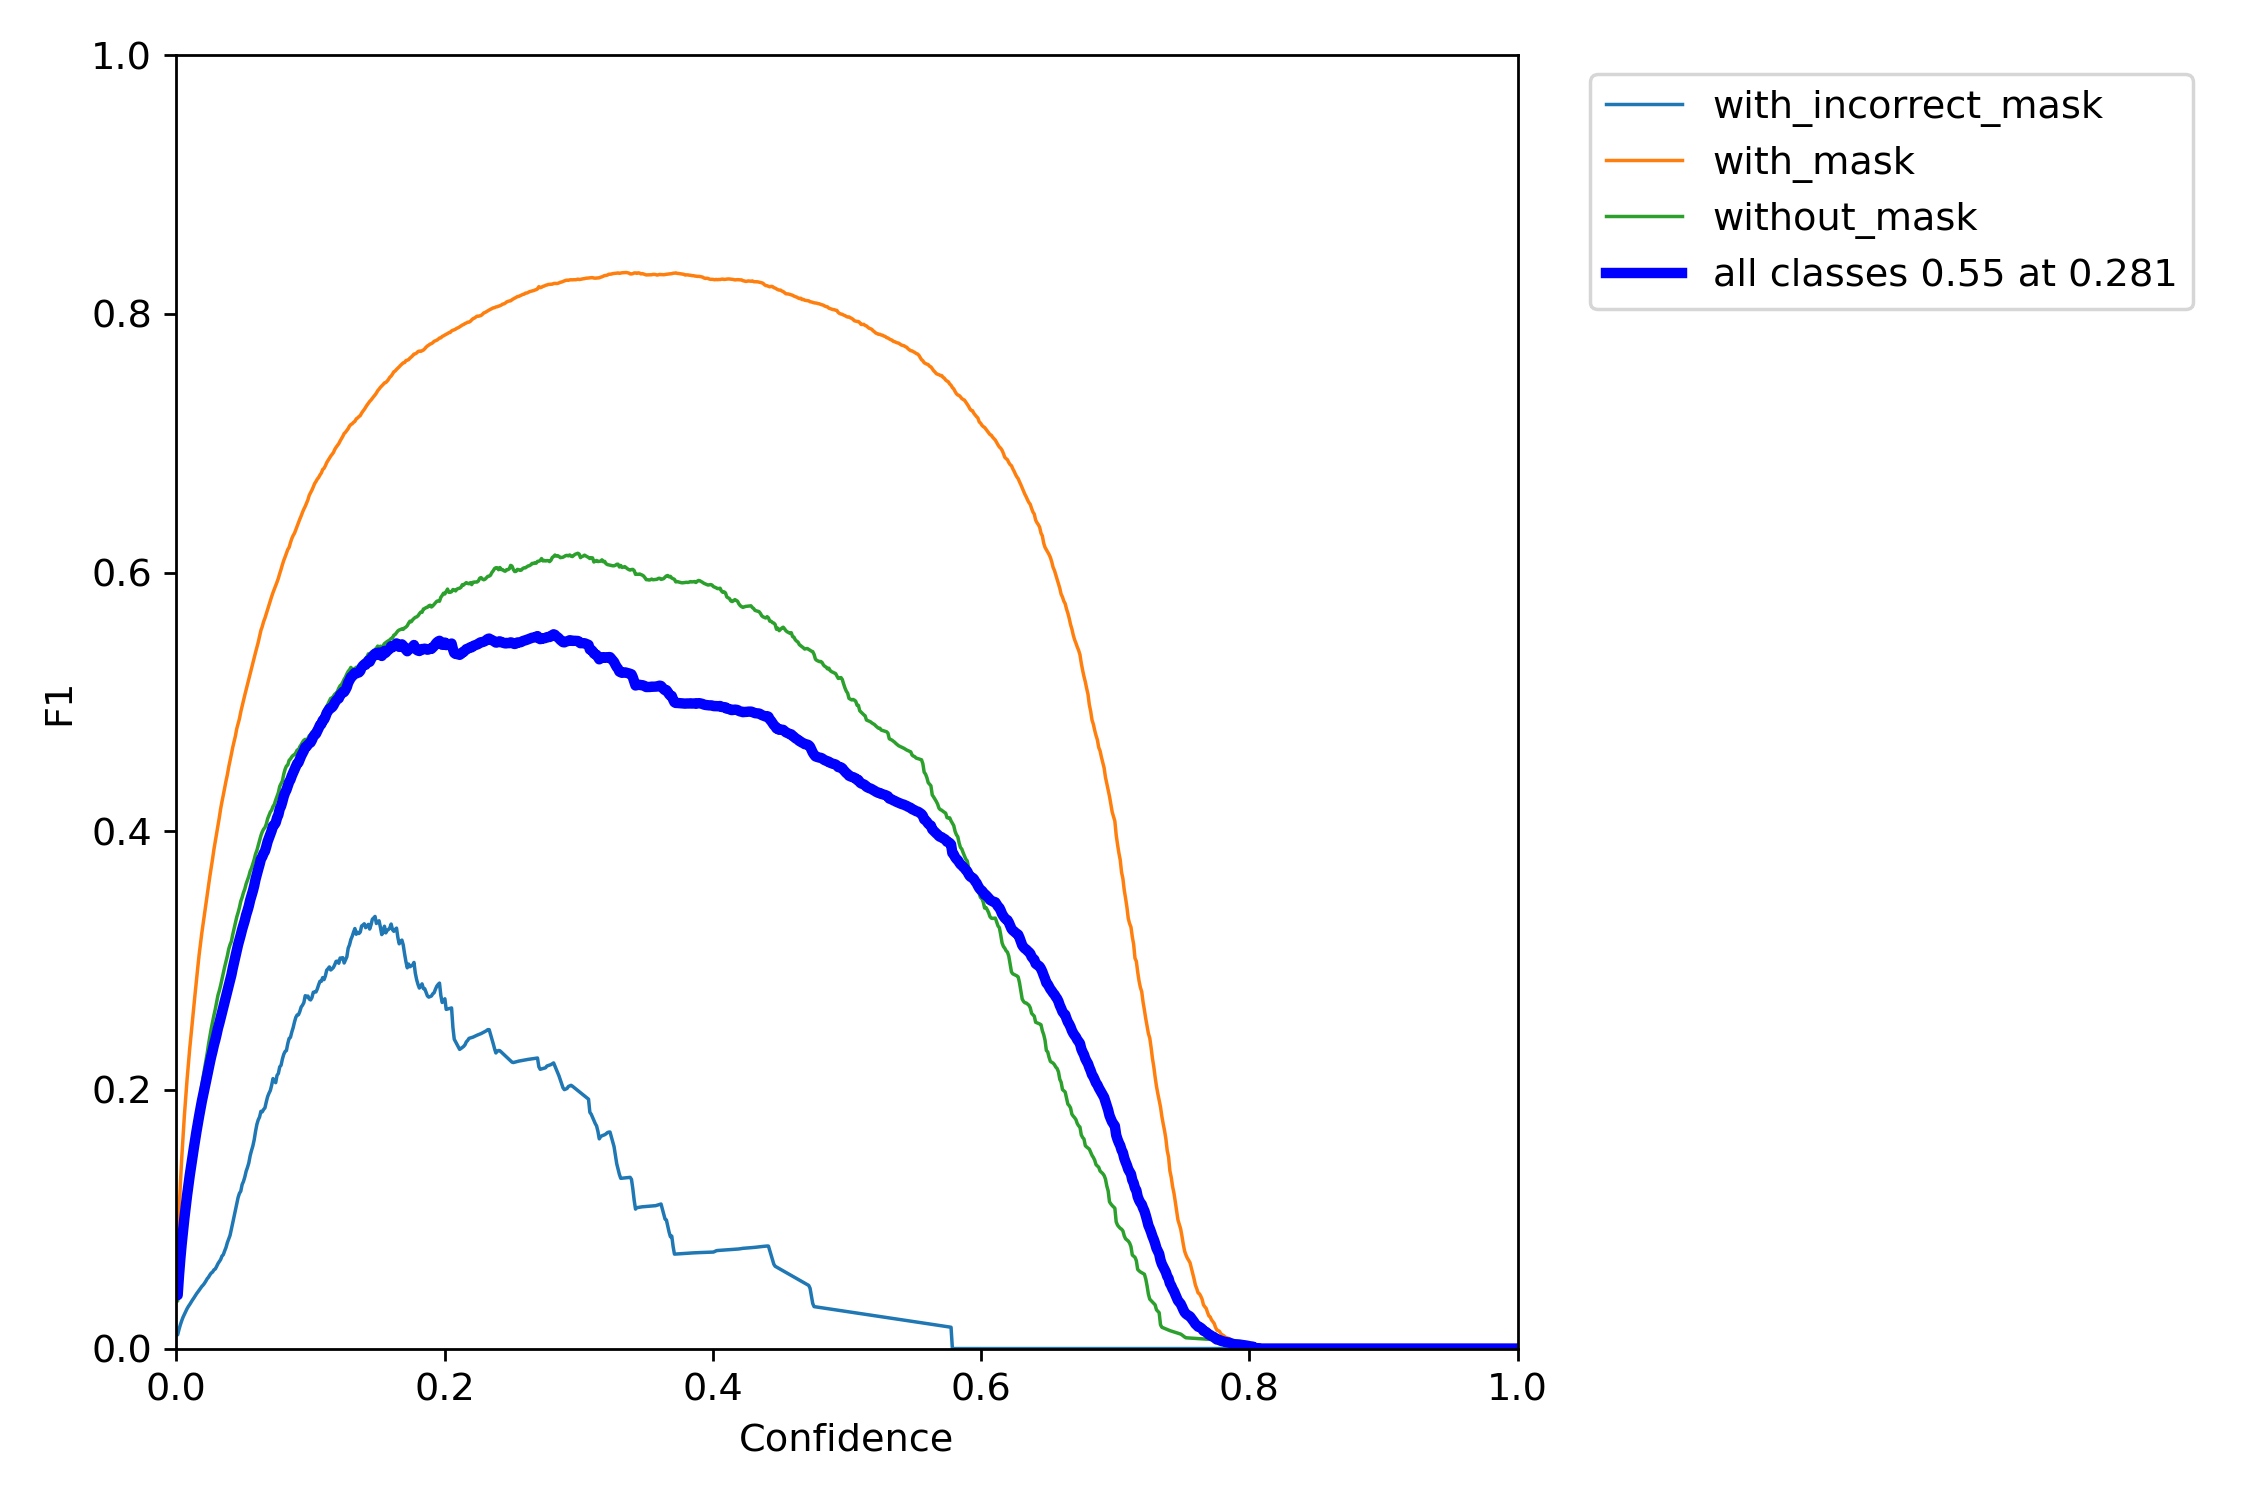 1.0
0.8
0.6
0.4
0.2
0.0
F1
0.0 0.2 0.4 0.6 0.8 1.0
Confidence
with_incorrect_mask
with_mask
without_mask
all classes 0.55 at 0.281